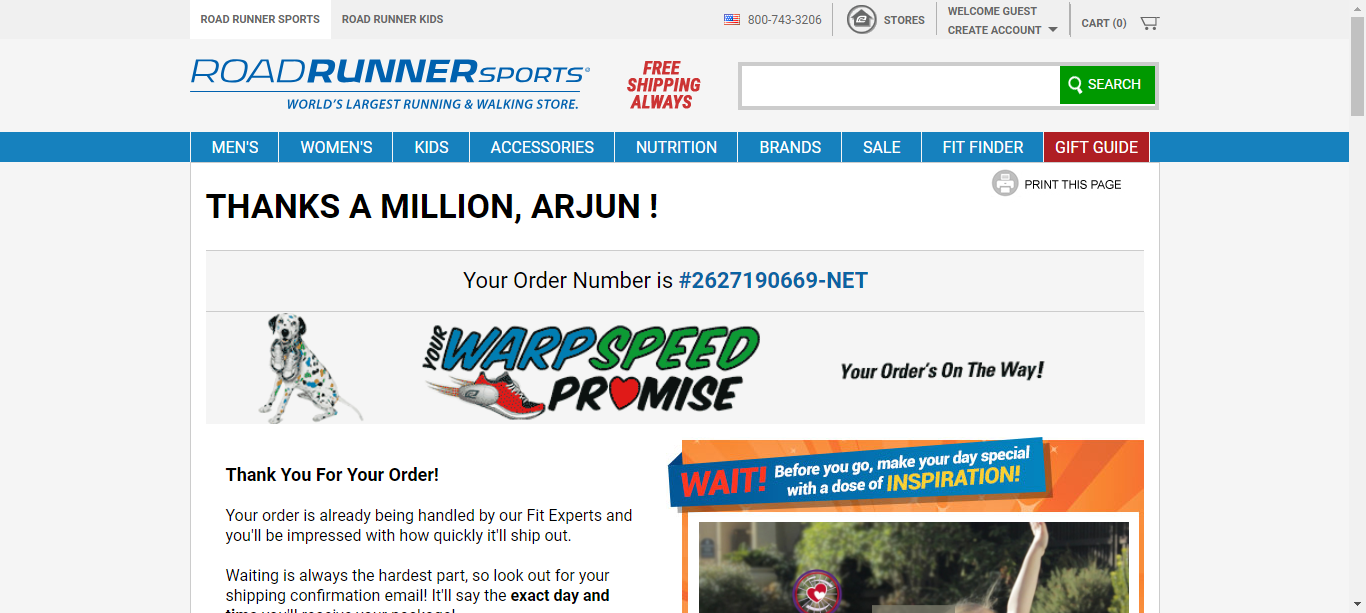 ROAD RUNNER SPORTS
ROAD RUNNER KIDS
800-743-3206
STORES
WELCOME GUEST
CREATE ACCOUNT
CART (0)
ROADRUNNERSPORTS
WORLD'S LARGEST RUNNING & WALKING STORE.
FREE
SHIPPING
ALWAYS
SEARCH
MEN'S
WOMEN'S
KIDS
ACCESSORIES
NUTRITION
BRANDS
SALE
FIT FINDER
GIFT GUIDE
PRINT THIS PAGE
THANKS A MILLION, ARJUN !
Your Order Number is #2627190669-NET
YOUR WARPSPEED
PROMISE
Your Order's On The Way!
Thank You For Your Order!
Your order is already being handled by our Fit Experts and
you'll be impressed with how quickly it'll ship out.
Waiting is always the hardest part, so look out for your
shipping confirmation email! It'll say the exact day and
time you'll receive your package!
WAIT! Before you go, make your day special
with a dose of INSPIRATION!